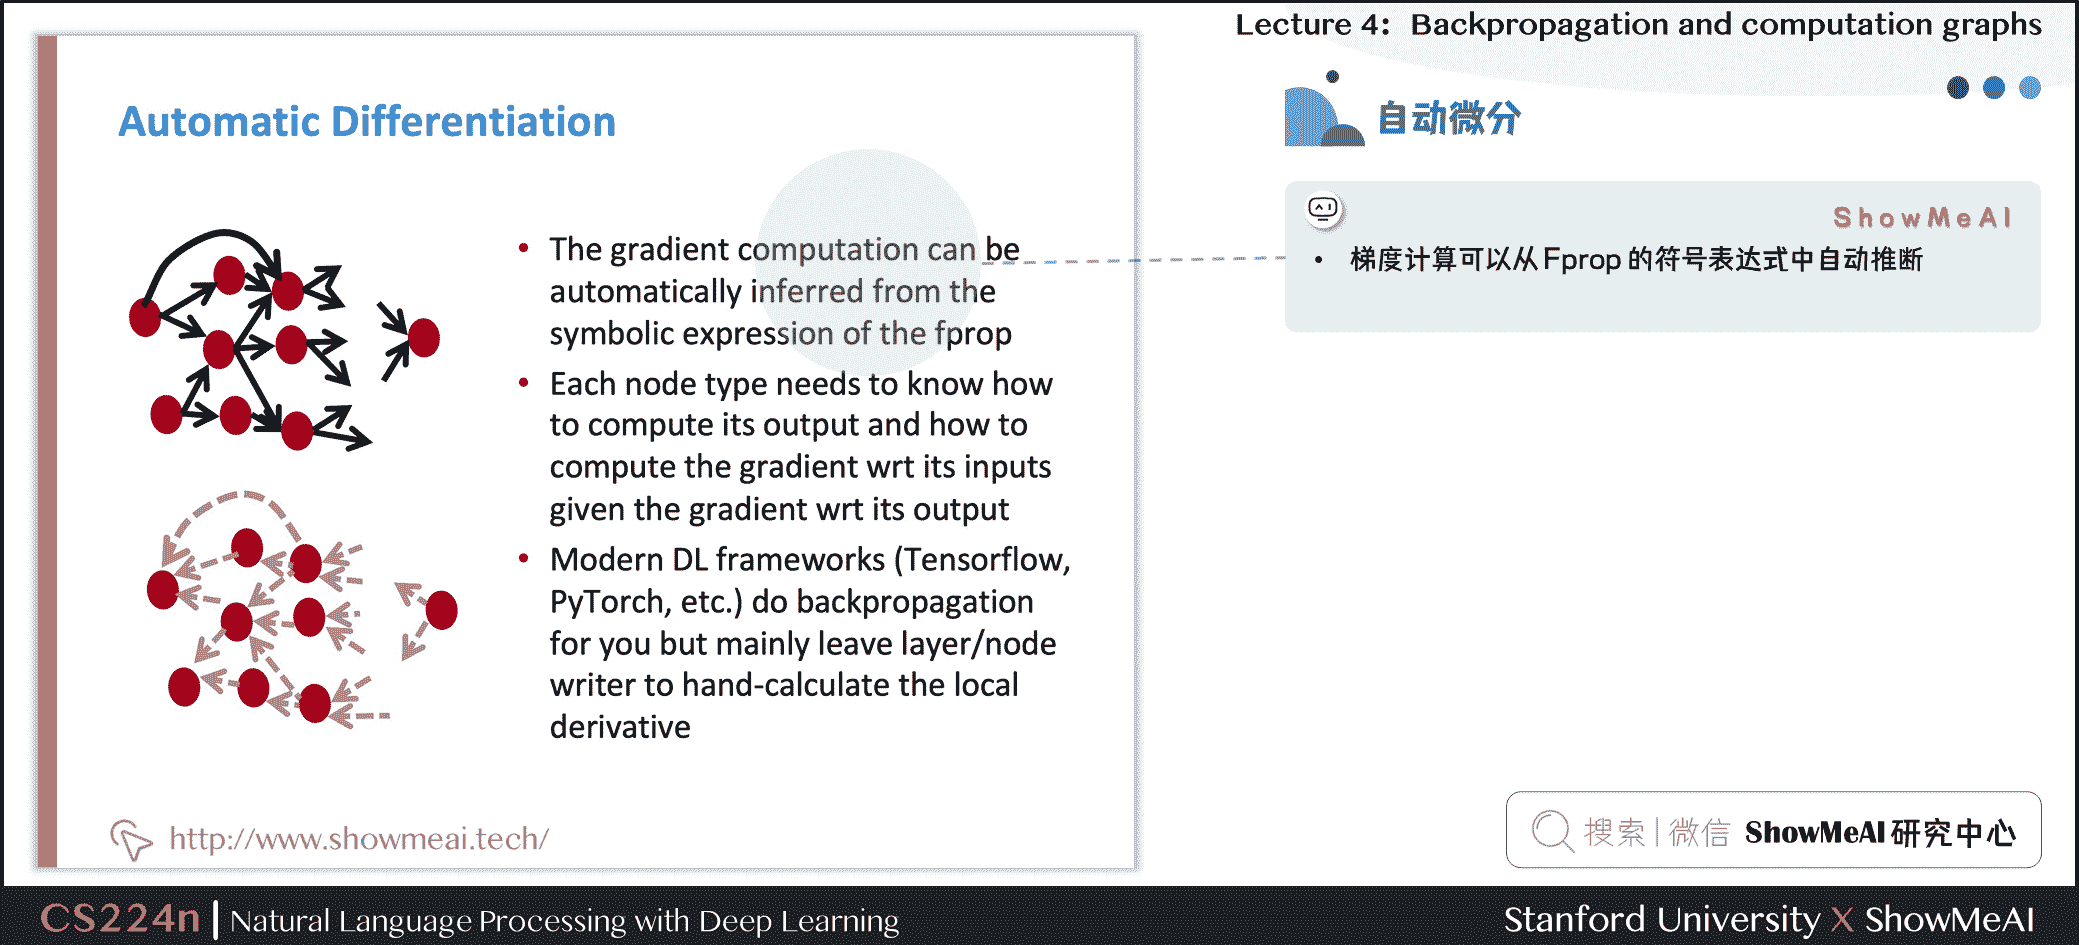 Lecture 4: Backpropagation and computation graphs
Automatic Differentiation
• The gradient computation can be
automatically inferred from the
symbolic expression of the fprop
• Each node type needs to know how
to compute its output and how to
compute the gradient wrt its inputs
given the gradient wrt its output
• Modern DL frameworks (Tensorflow,
PyTorch, etc.) do backpropagation
for you but mainly leave layer/node
writer to hand-calculate the local
derivative
http://www.showmeai.tech/
自动微分
ShowMeAI
• 梯度计算可以从Fprop的符号表达式中自动推断
搜索|微信 ShowMeAI研究中心
CS224n | Natural Language Processing with Deep Learning
Stanford University X ShowMeAI